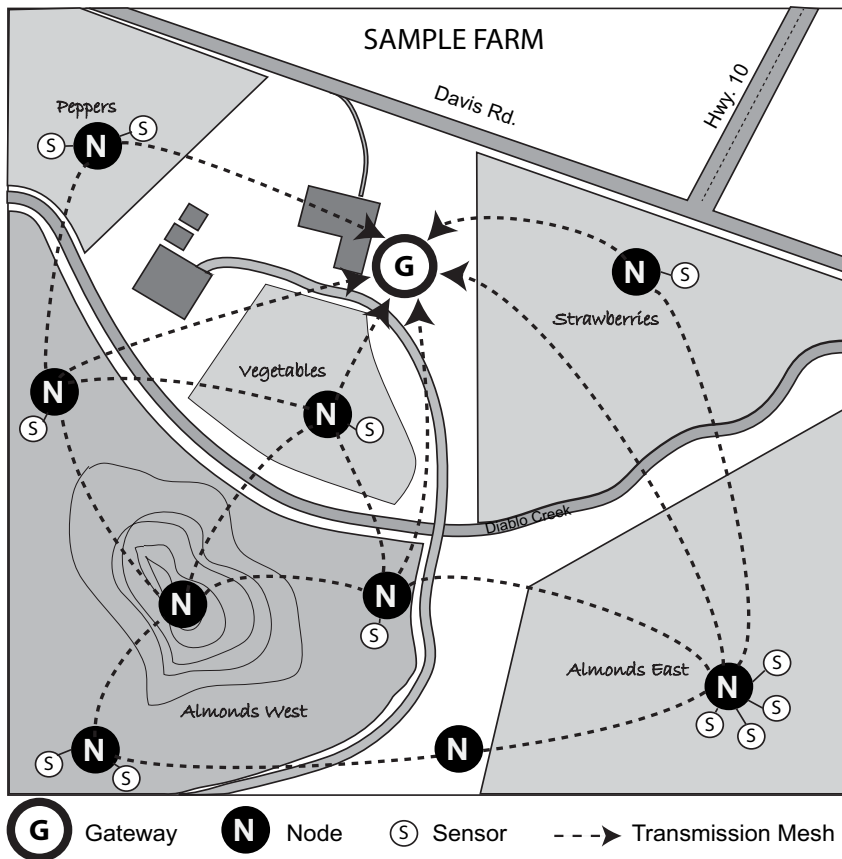 SAMPLE FARM
Davis Rd.
Hwy. 10
Peppers
S
S
N
G
N
S
Strawberries
Vegetables
N
S
N
S
Diablo Creek
N
N
S
Almonds East
N
S
S
S
S
Almonds West
N
S
S
N
G Gateway N Node S Sensor Transmission Mesh